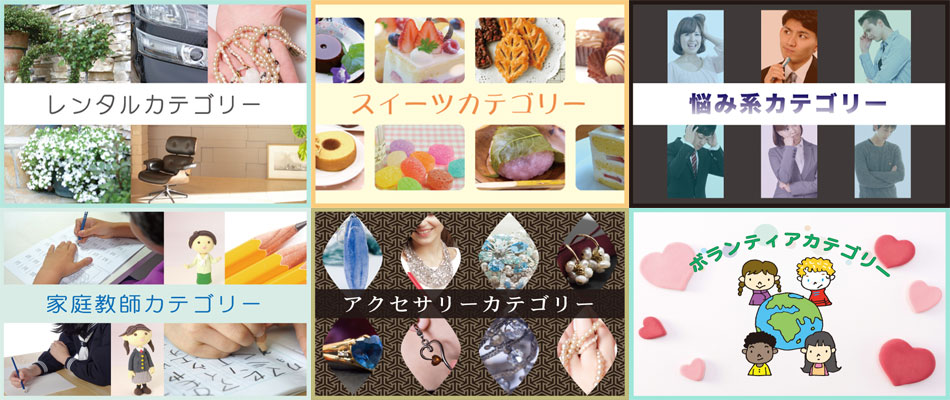 レンタルカテゴリー
スイーツカテゴリー
悩み系カテゴリー
家庭教師カテゴリー
アクセサリーカテゴリー
ボランティアカテゴリー